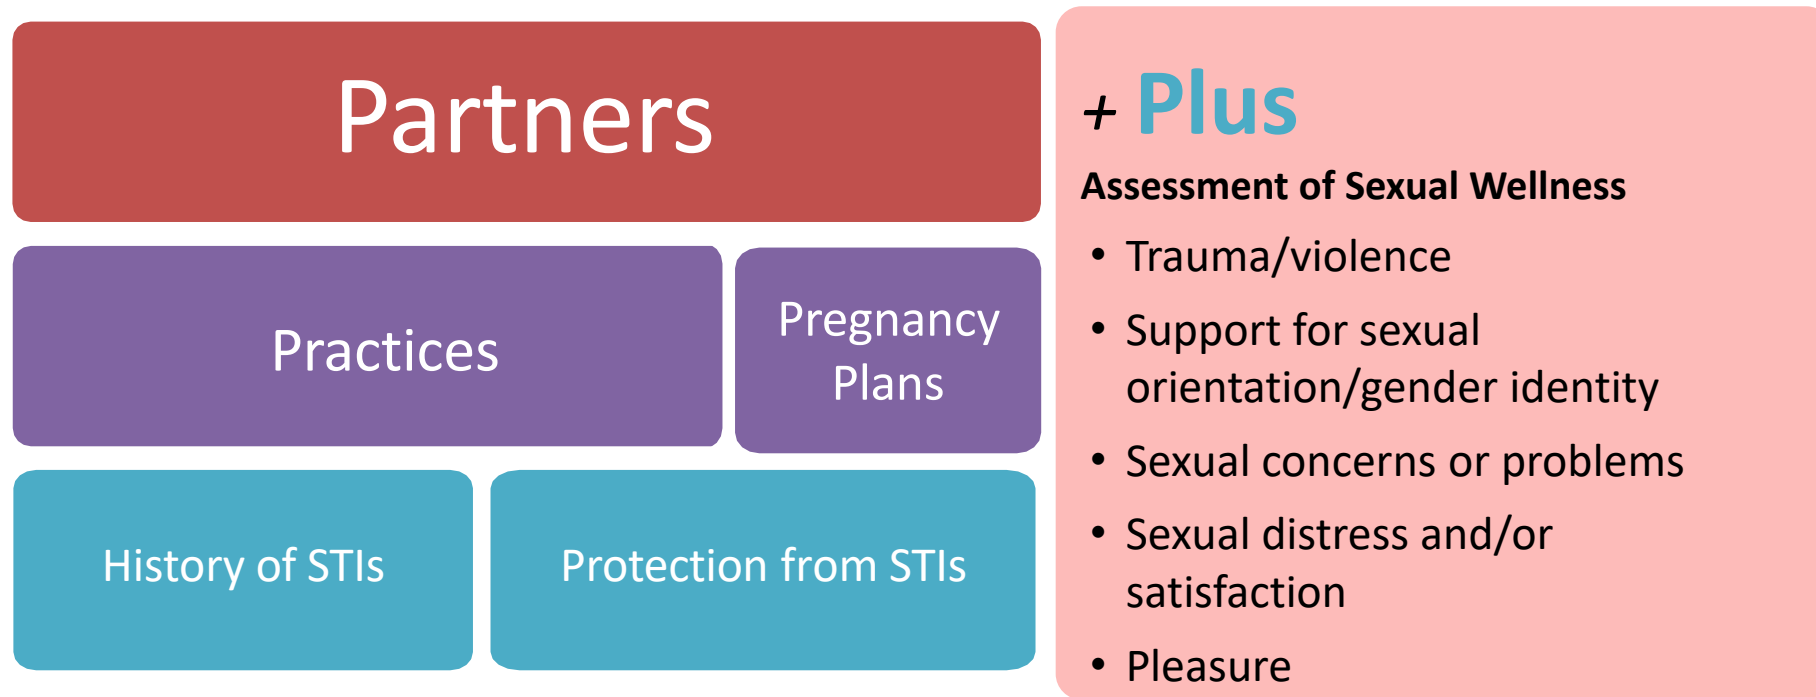 Partners
Practices
Pregnancy
Plans
History of STIs
Protection from STIs
+ Plus
Assessment of Sexual Wellness
• Trauma/violence
• Support for sexual
orientation/gender identity
• Sexual concerns or problems
• Sexual distress and/or
satisfaction
• Pleasure